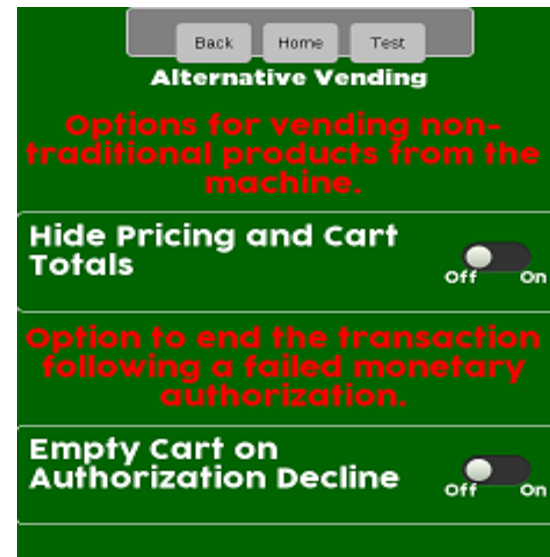 Back Home Test
Alternative Vending
Options for vending non-
traditional products from the
machine.
Hide Pricing and Cart
Totals
Off On
Option to end the transaction
following a failed monetary
authorization.
Empty Cart on
Authorization Decline
Off On